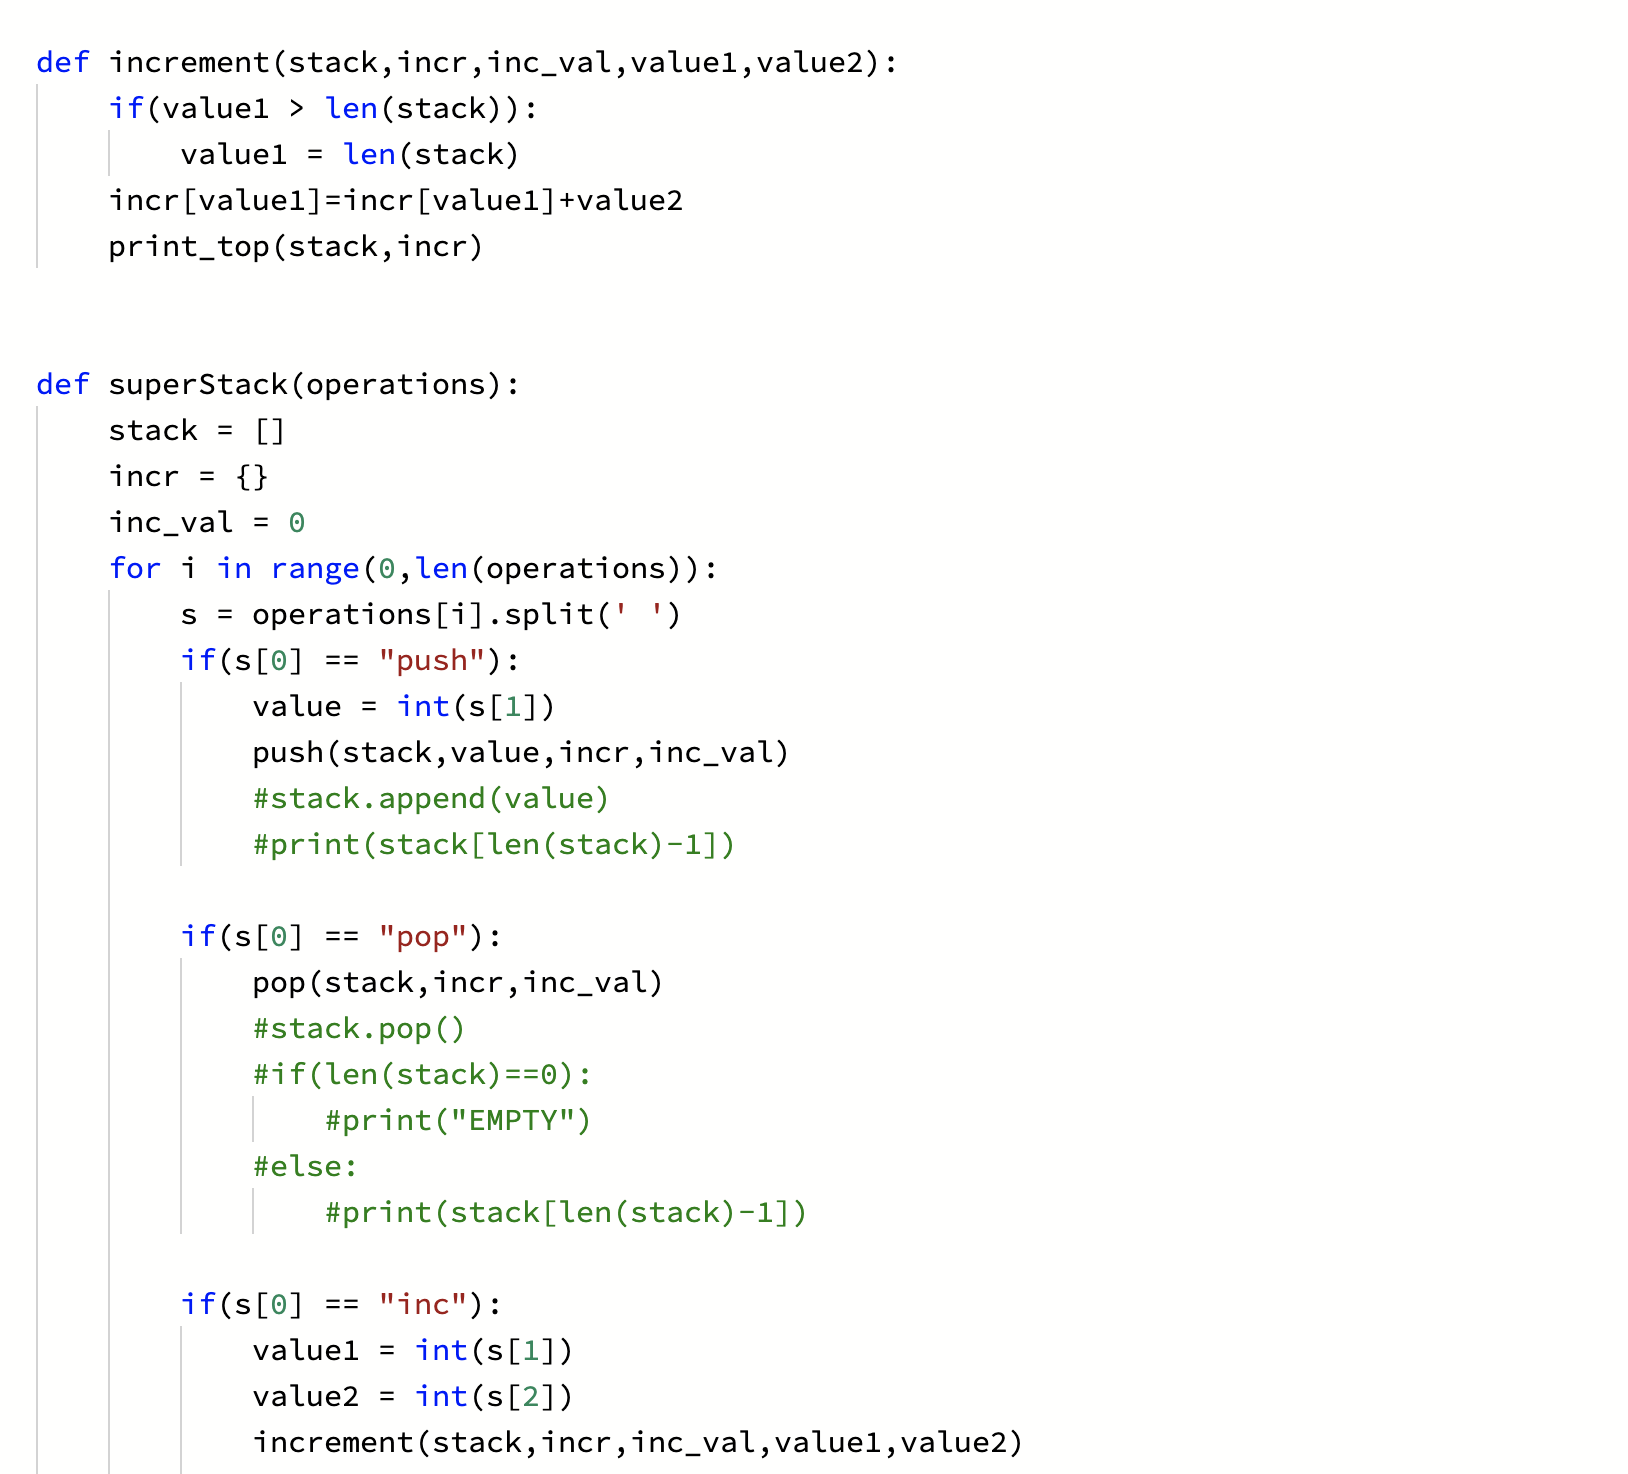 def increment(stack,incr,inc_val,value1,value2):
    if(value1 > len(stack)):
        value1 = len(stack)
    incr[value1]=incr[value1]+value2
    print_top(stack,incr)


def superStack(operations):
    stack = []
    incr = {}
    inc_val = 0
    for i in range(0,len(operations)):
        s = operations[i].split(' ')
        if(s[0] == "push"):
            value = int(s[1])
            push(stack,value,incr,inc_val)
            #stack.append(value)
            #print(stack[len(stack)-1])

        if(s[0] == "pop"):
            pop(stack,incr,inc_val)
            #stack.pop()
            #if(len(stack)==0):
                #print("EMPTY")
            #else:
                #print(stack[len(stack)-1])

        if(s[0] == "inc"):
            value1 = int(s[1])
            value2 = int(s[2])
            increment(stack,incr,inc_val,value1,value2)